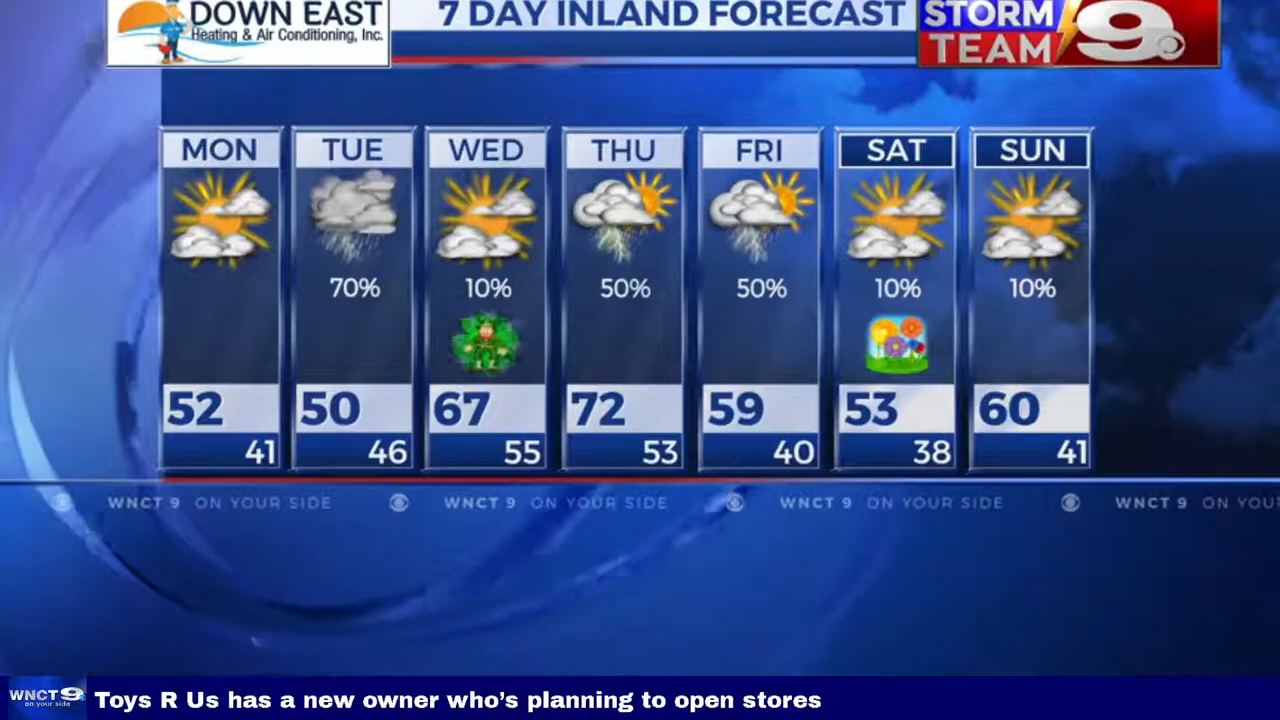 DOWN EAST
Heating & Air Conditioning, Inc.
7 DAY INLAND FORECAST
STORM
TEAM 9
MON TUE WED THU FRI SAT SUN
70% 10% 50% 50% 10% 10%
52 50 67 72 59 53 60
41 46 55 53 40 38 41
WNCT 9 ON YOUR SIDE WNCT 9 ON YOUR SIDE WNCT 9 ON YOUR SIDE WNCT 9 ON YOU
WNCT 9
on your side
Toys R Us has a new owner who's planning to open stores